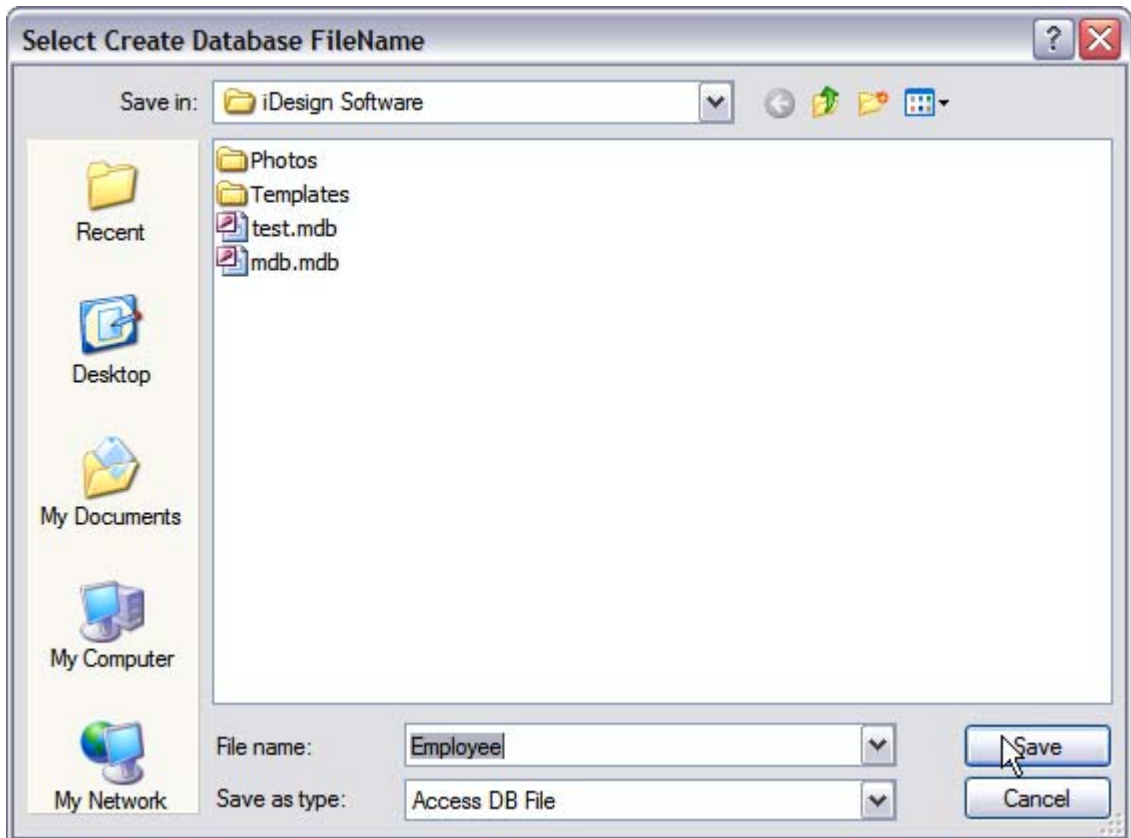 Select Create Database FileName
Save in: iDesign Software
Photos
Templates
test.mdb
mdb.mdb
Recent
Desktop
My Documents
My Computer
My Network
File name: Employee Save
Save as type: Access DB File Cancel